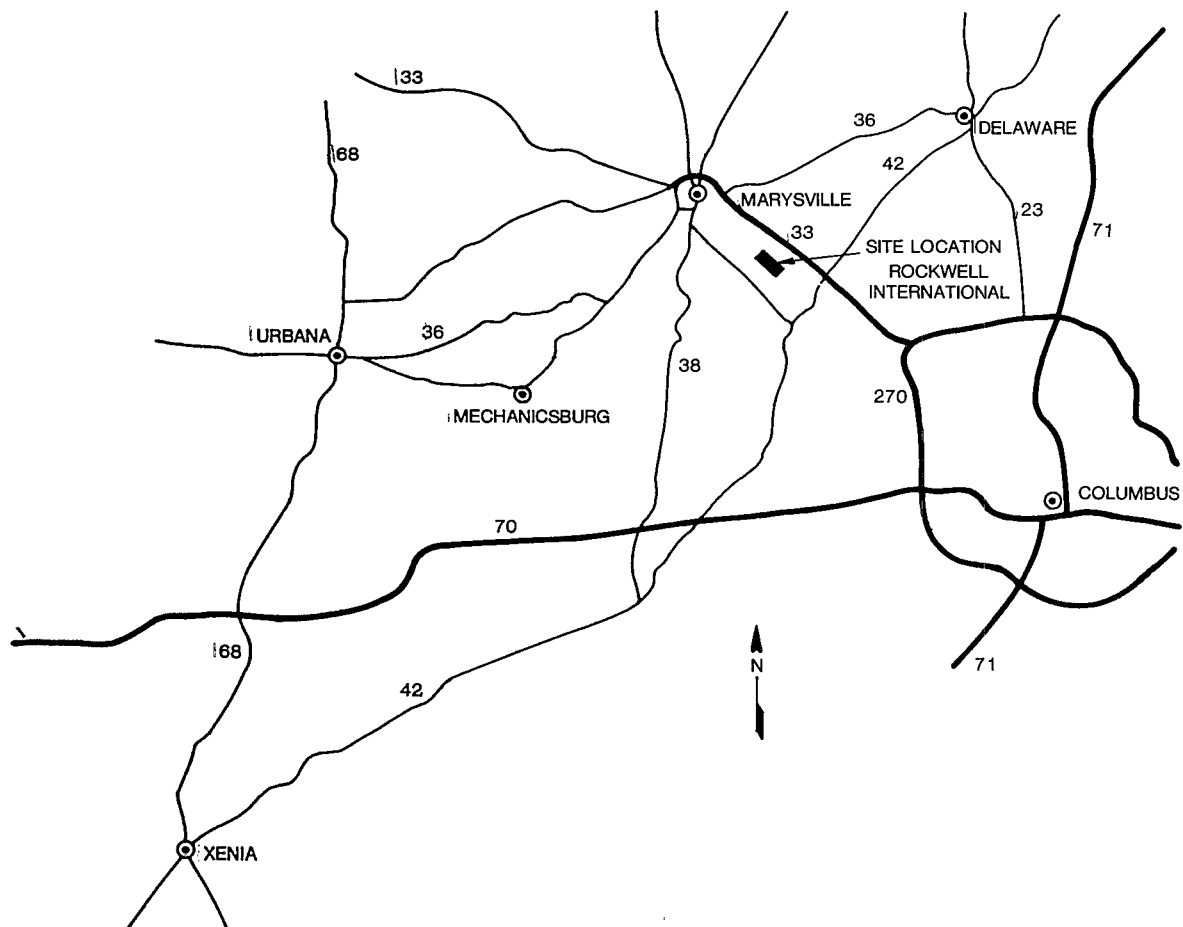 33
68
36
DELAWARE
42
MARYSVILLE
23
71
33
SITE LOCATION
ROCKWELL
INTERNATIONAL
URBANA
36
38
270
MECHANICSBURG
COLUMBUS
70
68
N
71
42
XENIA